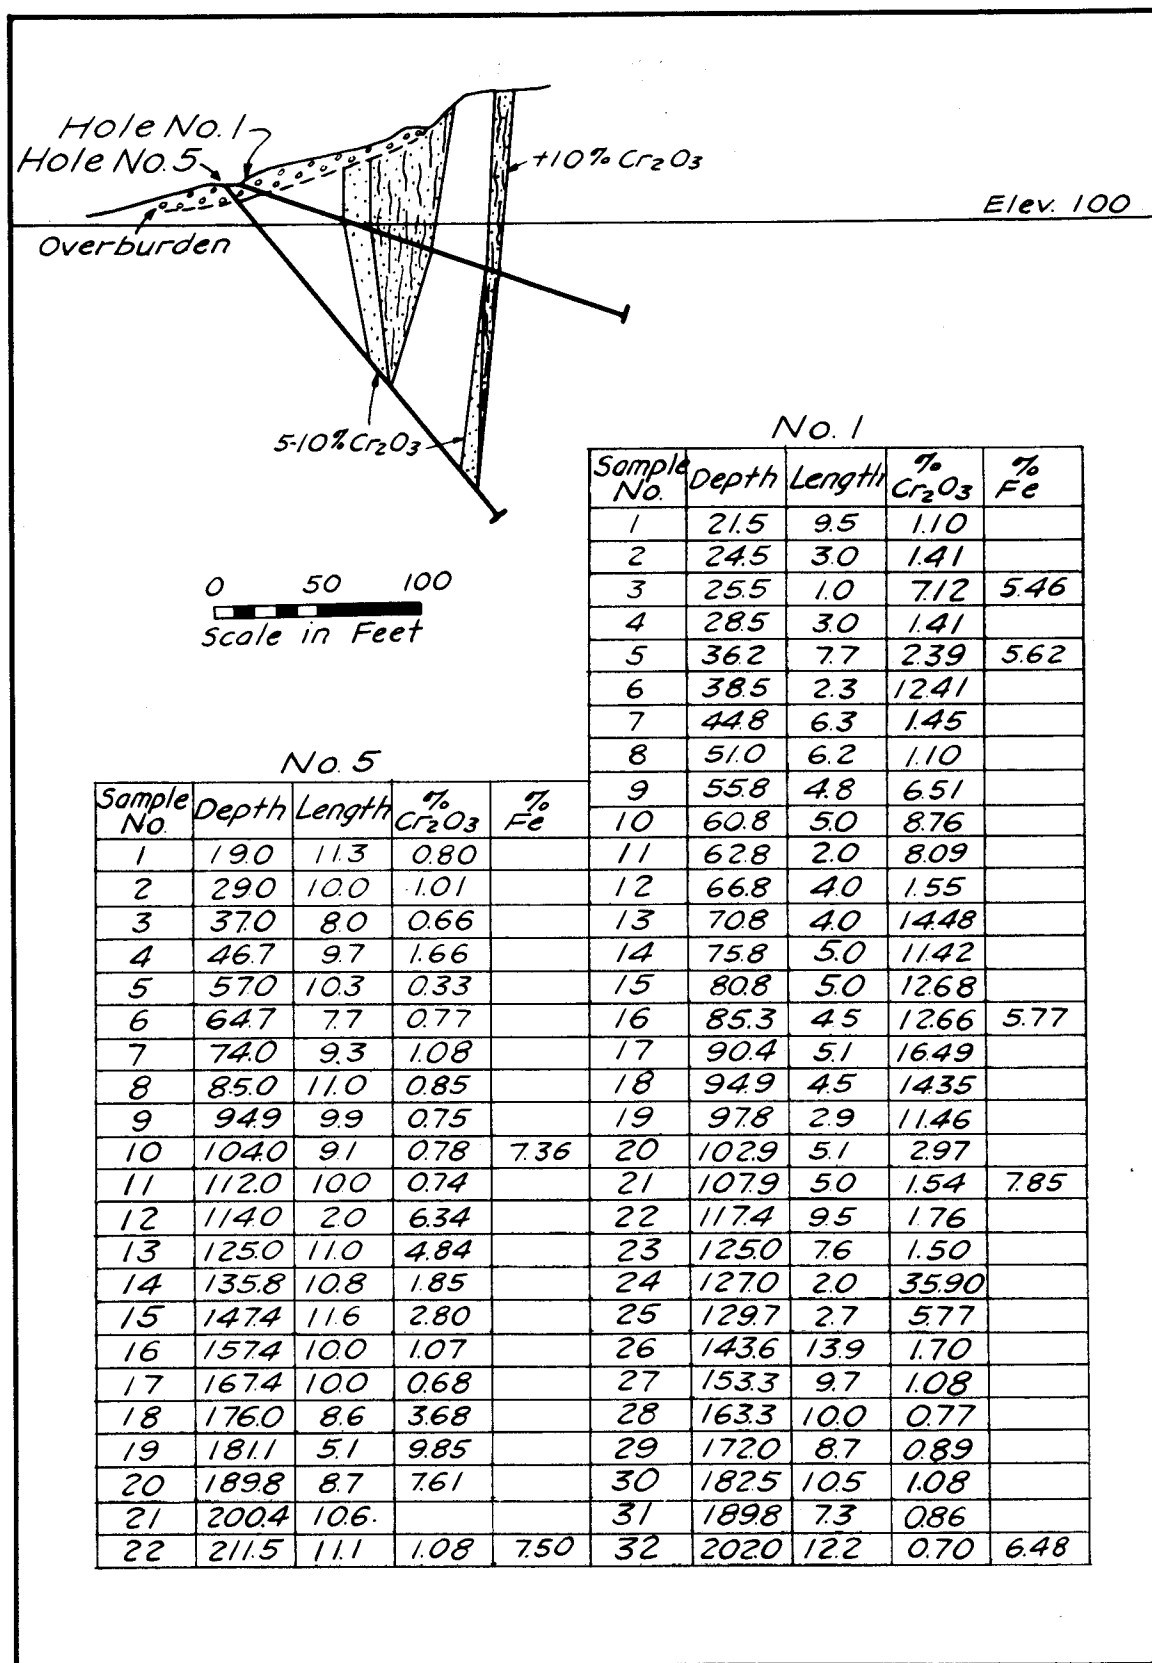 Hole No. 1
Hole No. 5
+10% Cr2O3
Elev. 100
Overburden
5-10% Cr2O3
0 50 100
Scale in Feet
No. 1
Sample No. Depth Length % Cr2O3 % Fe
1 21.5 9.5 1.10
2 24.5 3.0 1.41
3 25.5 1.0 7.12 5.46
4 28.5 3.0 1.41
5 36.2 7.7 2.39 5.62
6 38.5 2.3 12.41
7 44.8 6.3 1.45
8 51.0 6.2 1.10
9 55.8 4.8 6.51
10 60.8 5.0 8.76
11 62.8 2.0 8.09
12 66.8 4.0 1.55
13 70.8 4.0 14.48
14 75.8 5.0 11.42
15 80.8 5.0 12.68
16 85.3 4.5 12.66 5.77
17 90.4 5.1 16.49
18 94.9 4.5 14.35
19 97.8 2.9 11.46
20 102.9 5.1 2.97
21 107.9 5.0 1.54 7.85
22 117.4 9.5 1.76
23 125.0 7.6 1.50
24 127.0 2.0 35.90
25 129.7 2.7 5.77
26 143.6 13.9 1.70
27 153.3 9.7 1.08
28 163.3 10.0 0.77
29 172.0 8.7 0.89
30 182.5 10.5 1.08
31 189.8 7.3 0.86
32 202.0 12.2 0.70 6.48
No. 5
Sample No. Depth Length % Cr2O3 % Fe
1 19.0 11.3 0.80
2 29.0 10.0 1.01
3 37.0 8.0 0.66
4 46.7 9.7 1.66
5 57.0 10.3 0.33
6 64.7 7.7 0.77
7 74.0 9.3 1.08
8 85.0 11.0 0.85
9 94.9 9.9 0.75
10 104.0 9.1 0.78 7.36
11 112.0 10.0 0.74
12 114.0 2.0 6.34
13 125.0 11.0 4.84
14 135.8 10.8 1.85
15 147.4 11.6 2.80
16 157.4 10.0 1.07
17 167.4 10.0 0.68
18 176.0 8.6 3.68
19 181.1 5.1 9.85
20 189.8 8.7 7.61
21 200.4 10.6.
22 211.5 11.1 1.08 7.50